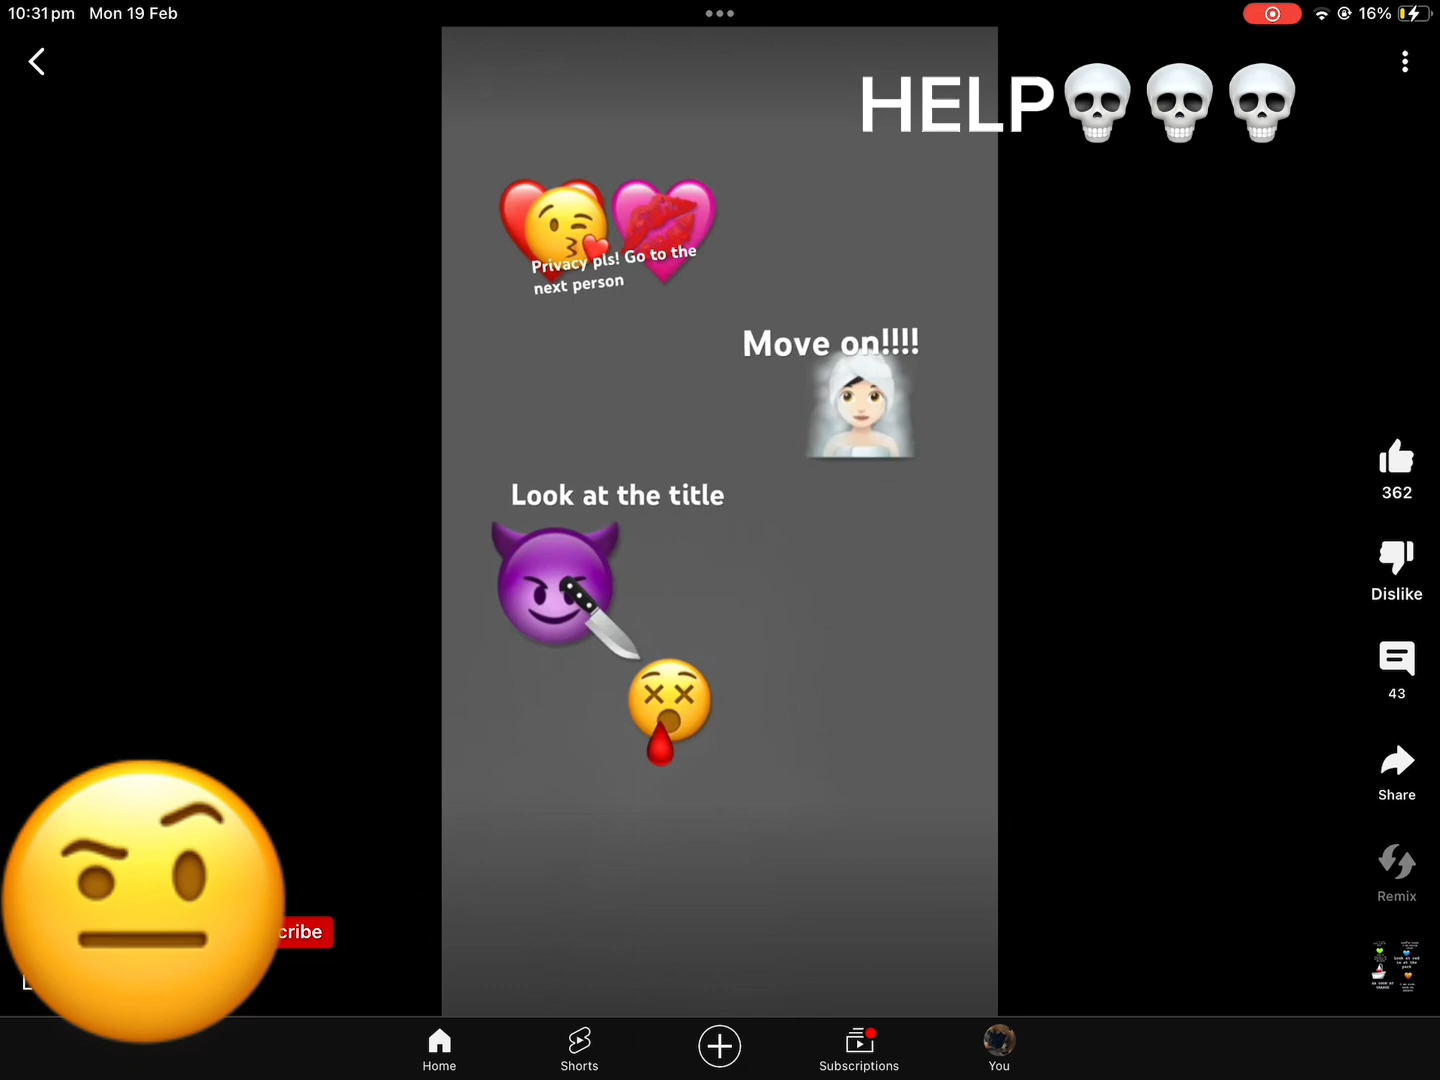 10:31 pm Mon 19 Feb
16%
HELP
Privacy pls! Go to the
next person
Move on!!!!
Look at the title
362
Dislike
43
Share
Remix
cribe
Home
Shorts
Subscriptions
You